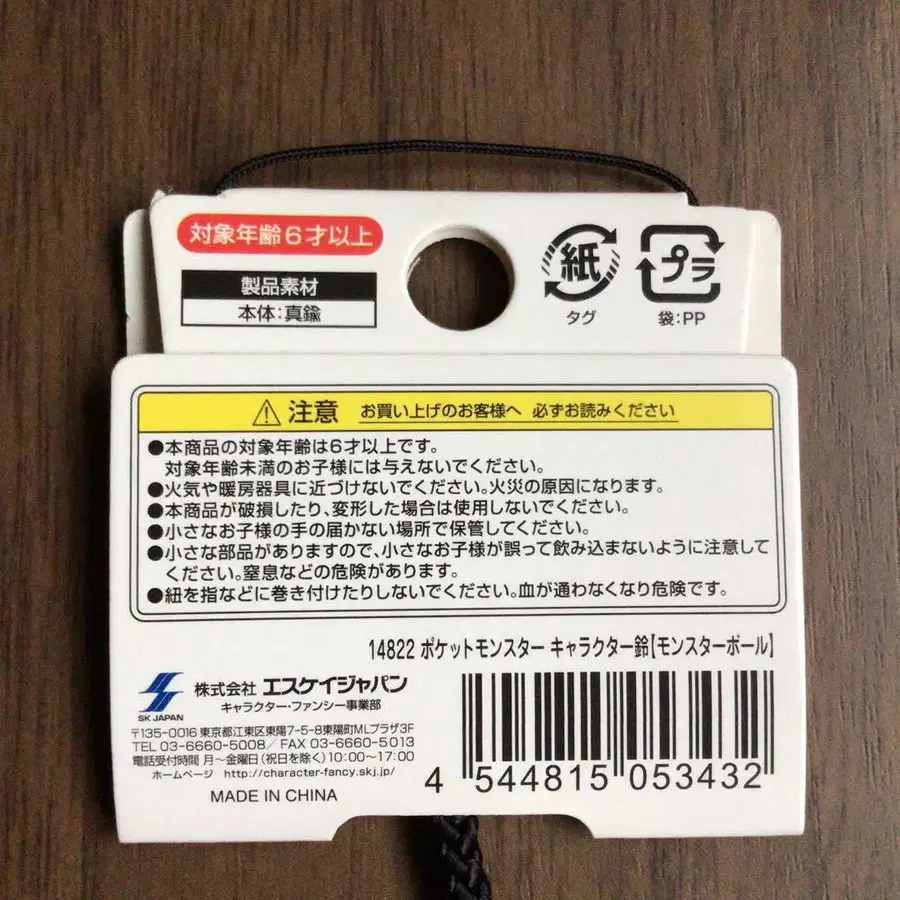 対象年齢6才以上
製品素材
本体:真鍮
紙
タグ
プラ
袋:PP
注意 お買い上げのお客様へ 必ずお読みください
●本商品の対象年齢は6才以上です。
対象年齢未満のお子様には与えないでください。
●火気や暖房器具に近づけないでください。火災の原因になります。
●本商品が破損したり、変形した場合は使用しないでください。
●小さなお子様の手の届かない場所で保管してください。
●小さな部品がありますので、小さなお子様が誤って飲み込まないように注意して
ください。窒息などの危険があります。
●紐を指などに巻き付けたりしないでください。血が通わなくなり危険です。
14822 ポケットモンスター キャラクター鈴【モンスターボール】
SK JAPAN
株式会社 エスケイジャパン
キャラクター・ファンシー事業部
〒135-0016 東京都江東区東陽7-5-8東陽町MLプラザ3F
TEL 03-6660-5008/FAX 03-6660-5013
電話受付時間 月〜金曜日(祝日を除く)10:00〜17:00
ホームページ http://character-fancy.skj.jp/
MADE IN CHINA
4 544815 053432